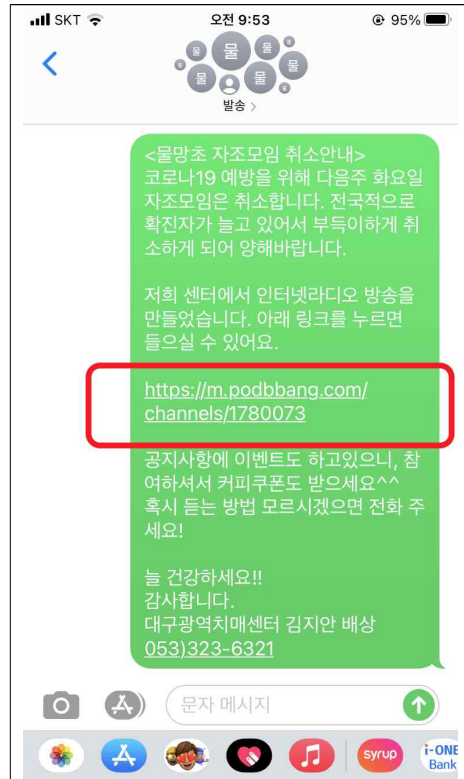 SKT
오전 9:53
95%
물
물
물
물
물
물
발송 >
<물망초 자조모임 취소안내>
코로나19 예방을 위해 다음주 화요일
자조모임은 취소합니다. 전국적으로
확진자가 늘고 있어서 부득이하게 취
소하게 되어 양해바랍니다.
저희 센터에서 인터넷라디오 방송을
만들었습니다. 아래 링크를 누르면
들으실 수 있어요.
https://m.podbbang.com/
channels/1780073
공지사항에 이벤트도 하고있으니, 참
여하셔서 커피쿠폰도 받으세요^^
혹시 듣는 방법 모르시겠으면 전화 주
세요!
늘 건강하세요!!
감사합니다.
대구광역치매센터 김지안 배상
053)323-6321
문자 메시지
syrup
i-ONE
Bank